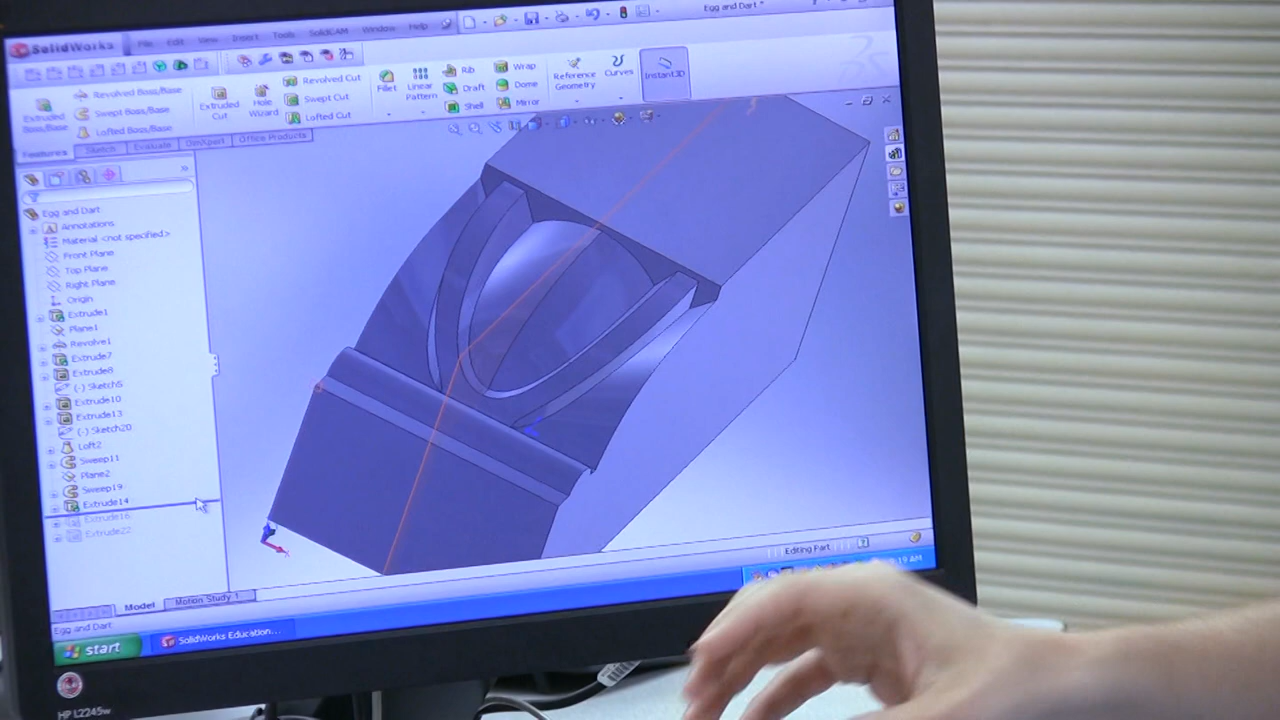 SolidWorks
File Edit View Insert Tools SolidCAM Window Help
Egg and Dart *
Extruded Boss/Base
Revolved Boss/Base
Swept Boss/Base
Lofted Boss/Base
Extruded Cut
Hole Wizard
Revolved Cut
Swept Cut
Lofted Cut
Fillet
Linear Pattern
Rib
Draft
Shell
Wrap
Dome
Mirror
Reference Geometry
Curves
Instant3D
Features Sketch Evaluate DimXpert Office Products
Egg and Dart
Annotations
Material <not specified>
Front Plane
Top Plane
Right Plane
Origin
Extrude1
Plane1
Revolve1
Extrude7
Extrude8
(-) Sketch5
Extrude10
Extrude13
(-) Sketch20
Loft2
Sweep11
Plane2
Sweep19
Extrude14
Extrude16
Extrude22
Model
Motion Study 1
Editing Part
Egg and Dart
start
SolidWorks Education...
HP L2245w